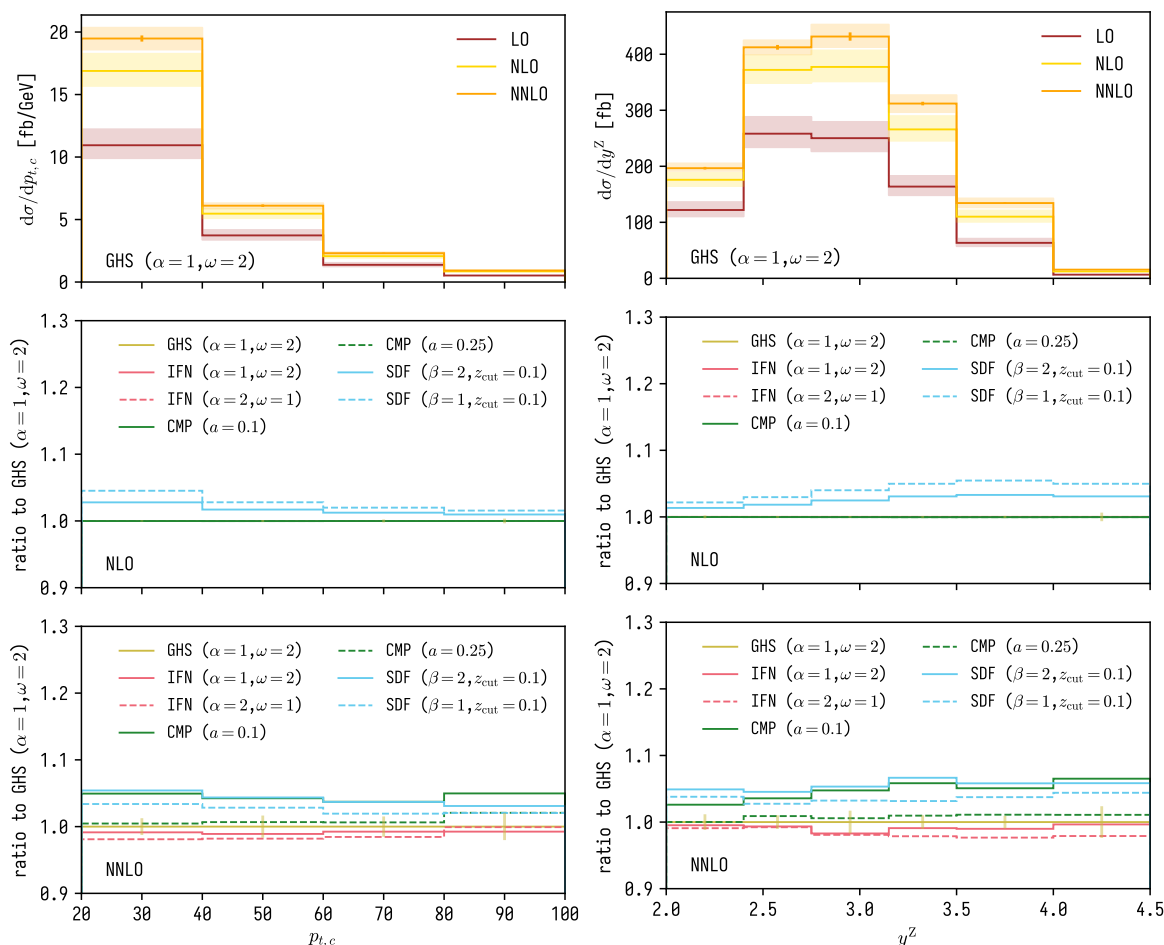 dσ/dp_{t,c} [fb/GeV]
20
15
10
5
0
LO
NLO
NNLO
GHS (α=1,ω=2)
dσ/dy^Z [fb]
400
300
200
100
0
LO
NLO
NNLO
GHS (α=1,ω=2)
ratio to GHS (α=1,ω=2)
1.3
1.2
1.1
1.0
0.9
GHS (α=1,ω=2)
IFN (α=1,ω=2)
IFN (α=2,ω=1)
CMP (a=0.1)
CMP (a=0.25)
SDF (β=2,z_cut=0.1)
SDF (β=1,z_cut=0.1)
NLO
ratio to GHS (α=1,ω=2)
1.3
1.2
1.1
1.0
0.9
GHS (α=1,ω=2)
IFN (α=1,ω=2)
IFN (α=2,ω=1)
CMP (a=0.1)
CMP (a=0.25)
SDF (β=2,z_cut=0.1)
SDF (β=1,z_cut=0.1)
NLO
ratio to GHS (α=1,ω=2)
1.3
1.2
1.1
1.0
0.9
GHS (α=1,ω=2)
IFN (α=1,ω=2)
IFN (α=2,ω=1)
CMP (a=0.1)
CMP (a=0.25)
SDF (β=2,z_cut=0.1)
SDF (β=1,z_cut=0.1)
NNLO
20 30 40 50 60 70 80 90 100
p_{t,c}
ratio to GHS (α=1,ω=2)
1.3
1.2
1.1
1.0
0.9
GHS (α=1,ω=2)
IFN (α=1,ω=2)
IFN (α=2,ω=1)
CMP (a=0.1)
CMP (a=0.25)
SDF (β=2,z_cut=0.1)
SDF (β=1,z_cut=0.1)
NNLO
2.0 2.5 3.0 3.5 4.0 4.5
y^Z